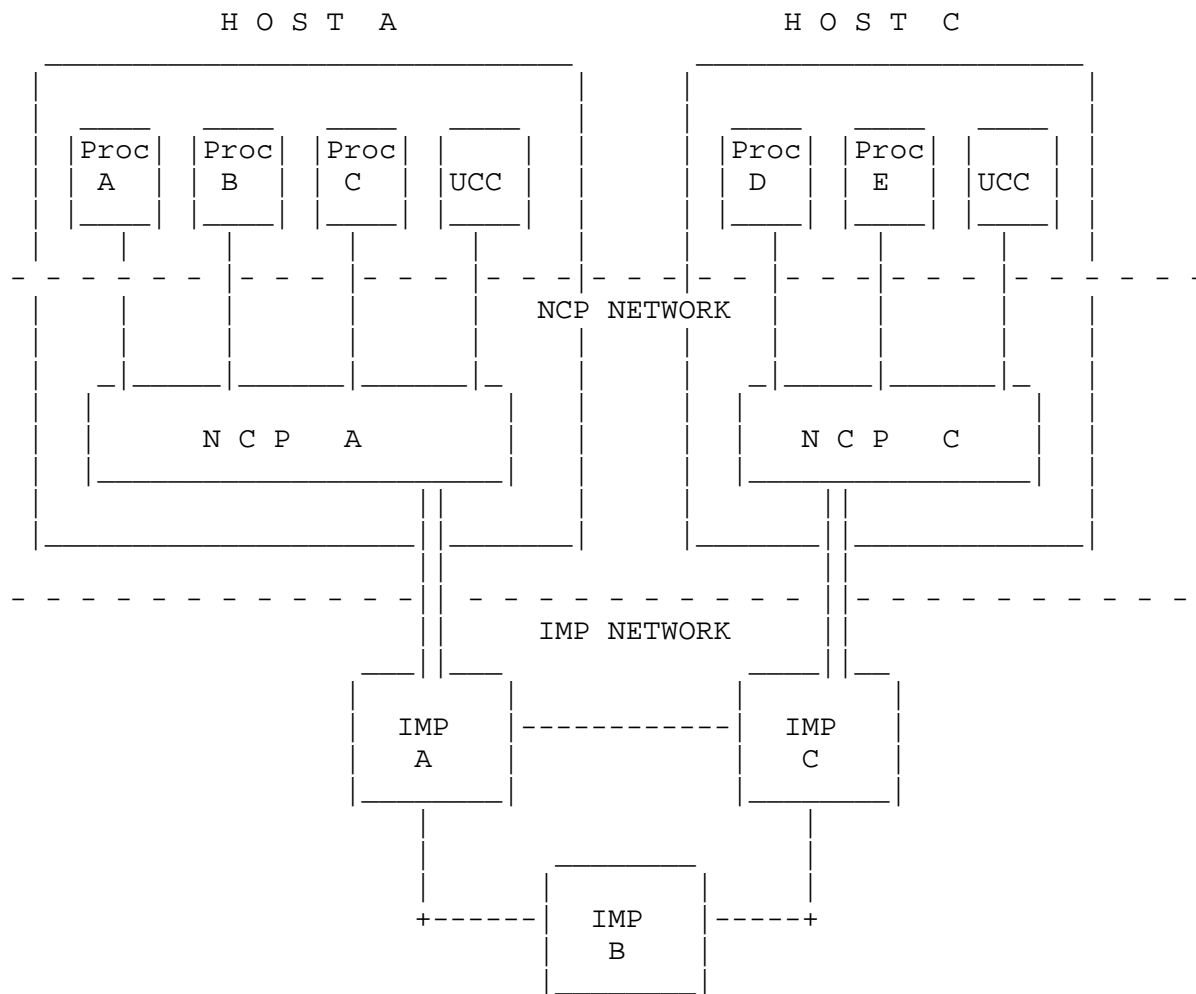 H O S T A H O S T C
Proc Proc Proc Proc Proc
A B C UCC D E UCC
NCP NETWORK
N C P A N C P C
IMP NETWORK
IMP IMP
A C
IMP
B